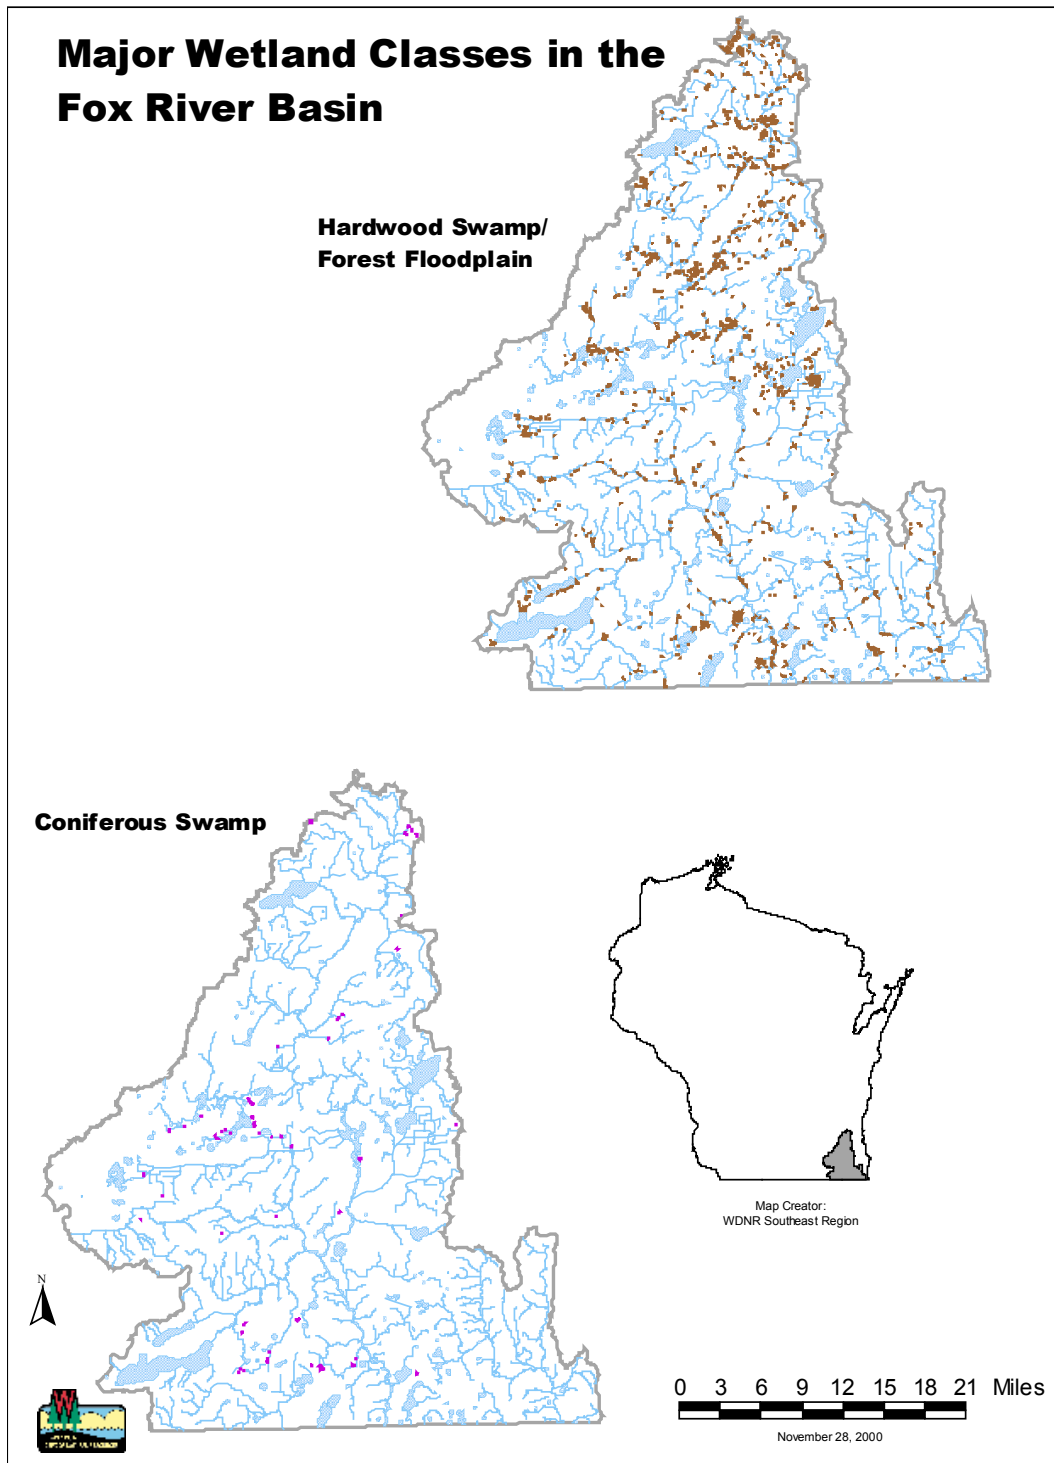 Major Wetland Classes in the
Fox River Basin
Hardwood Swamp/
Forest Floodplain
Coniferous Swamp
Map Creator:
WDNR Southeast Region
N
0 3 6 9 12 15 18 21 Miles
November 28, 2000